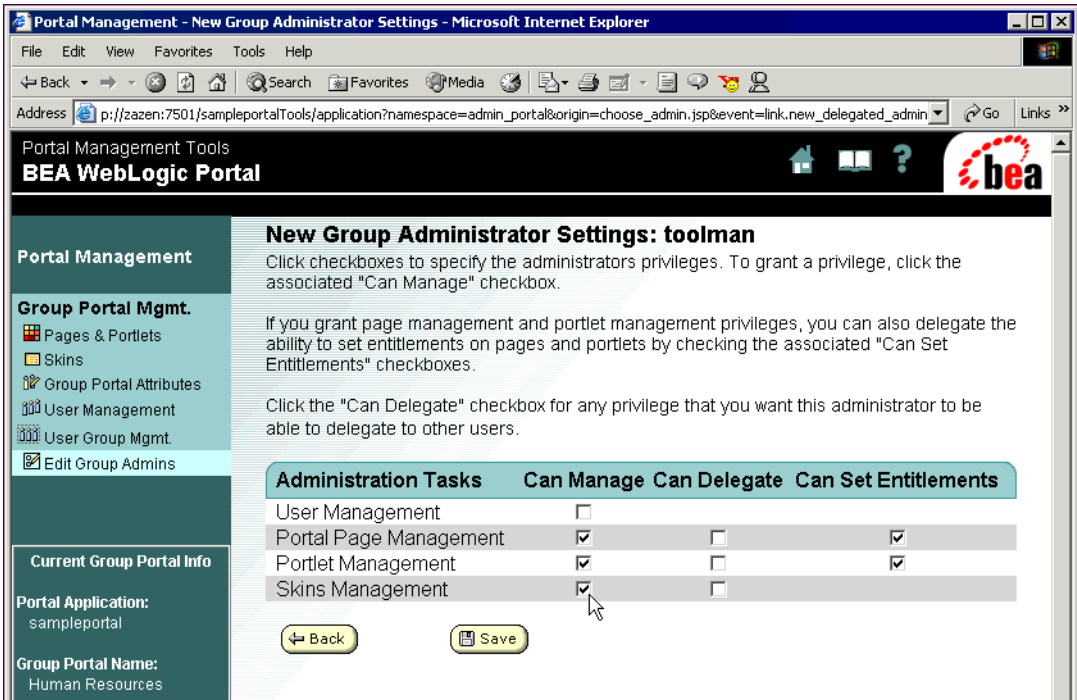 Portal Management - New Group Administrator Settings - Microsoft Internet Explorer
File Edit View Favorites Tools Help
Back Search Favorites Media
Address p://zazen:7501/sampleportalTools/application?namespace=admin_portal&origin=choose_admin.jsp&event=link.new_delegated_admin Go Links »
Portal Management Tools
BEA WebLogic Portal
? bea
Portal Management
Group Portal Mgmt.
Pages & Portlets
Skins
Group Portal Attributes
User Management
User Group Mgmt.
Edit Group Admins
Current Group Portal Info
Portal Application:
sampleportal
Group Portal Name:
Human Resources
New Group Administrator Settings: toolman
Click checkboxes to specify the administrators privileges. To grant a privilege, click the
associated "Can Manage" checkbox.
If you grant page management and portlet management privileges, you can also delegate the
ability to set entitlements on pages and portlets by checking the associated "Can Set
Entitlements" checkboxes.
Click the "Can Delegate" checkbox for any privilege that you want this administrator to be
able to delegate to other users.
Administration Tasks Can Manage Can Delegate Can Set Entitlements
User Management
Portal Page Management
Portlet Management
Skins Management
Back Save